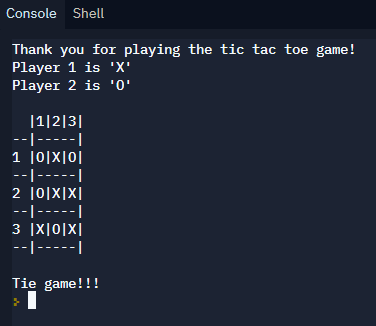 Console Shell
Thank you for playing the tic tac toe game!
Player 1 is 'X'
Player 2 is 'O'
  |1|2|3|
--|-----|
1 |O|X|O|
--|-----|
2 |O|X|X|
--|-----|
3 |X|O|X|
--|-----|
Tie game!!!